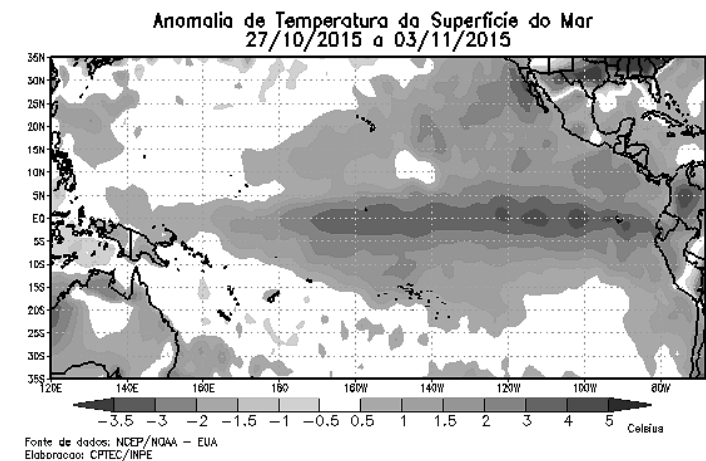 Anomalia de Temperatura da Superfície do Mar
27/10/2015 a 03/11/2015
35N
30N
25N
20N
15N
10N
5N
EQ
5S
10S
15S
20S
25S
30S
35S
120E 140E 160E 180 160W 140W 120W 100W 80W
-3.5 -3 -2 -1.5 -1 -0.5 0.5 1 2 3 4 5
Celsius
Fonte de dados: NCEP/NOAA - EUA
Elaboracao: CPTEC/INPE